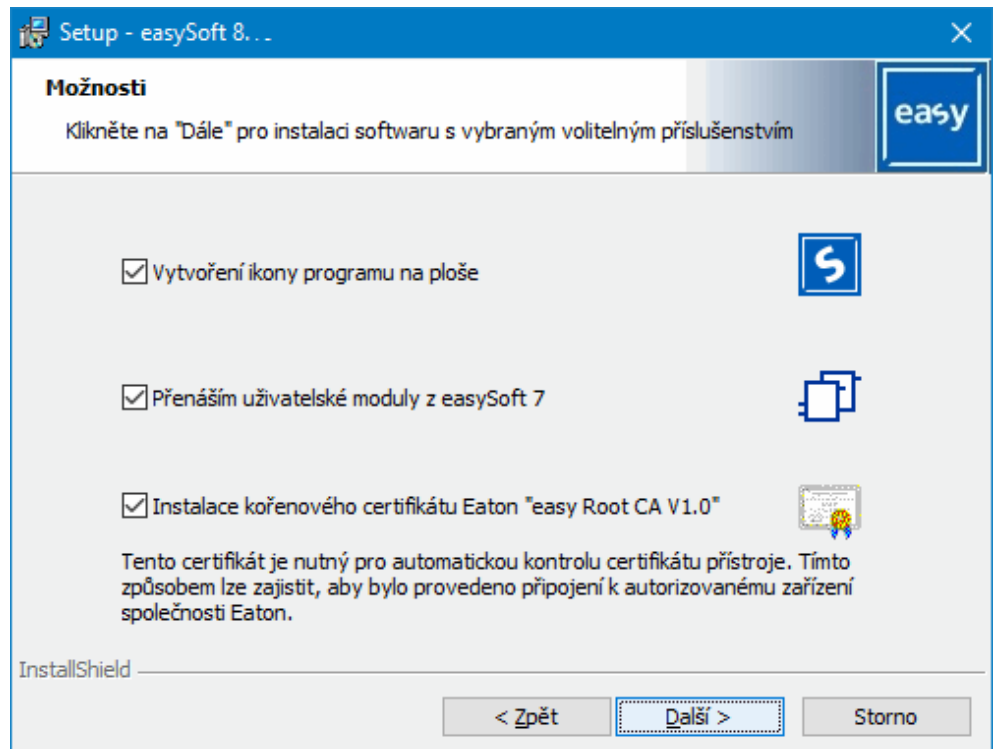 Setup - easySoft 8. . _
Možnosti
Klikněte na "Dále" pro instalaci softwaru s vybraným volitelným příslušenstvím
easy
Vytvoření ikony programu na ploše
S
Přenáším uživatelské moduly z easySoft 7
Instalace kořenového certifikátu Eaton "easy Root CA V1.0"
Tento certifikát je nutný pro automatickou kontrolu certifikátu přístroje. Tímto
způsobem lze zajistit, aby bylo provedeno připojení k autorizovanému zařízení
společnosti Eaton.
InstallShield
< Zpět
Další >
Storno